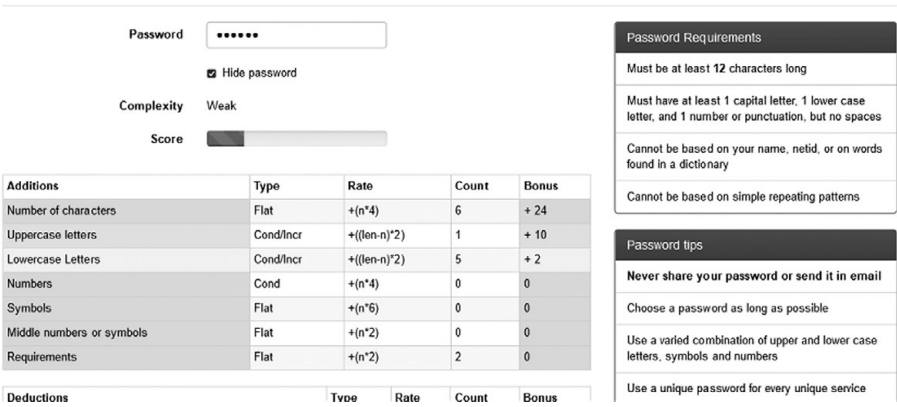 Password ••••••
Hide password
Complexity Weak
Score
Additions Type Rate Count Bonus
Number of characters Flat +(n*4) 6 + 24
Uppercase letters Cond/Incr +((len-n)*2) 1 + 10
Lowercase Letters Cond/Incr +((len-n)*2) 5 + 2
Numbers Cond +(n*4) 0 0
Symbols Flat +(n*6) 0 0
Middle numbers or symbols Flat +(n*2) 0 0
Requirements Flat +(n*2) 2 0
Deductions Type Rate Count Bonus
Password Requirements
Must be at least 12 characters long
Must have at least 1 capital letter, 1 lower case
letter, and 1 number or punctuation, but no spaces
Cannot be based on your name, netid, or on words
found in a dictionary
Cannot be based on simple repeating patterns
Password tips
Never share your password or send it in email
Choose a password as long as possible
Use a varied combination of upper and lower case
letters, symbols and numbers
Use a unique password for every unique service